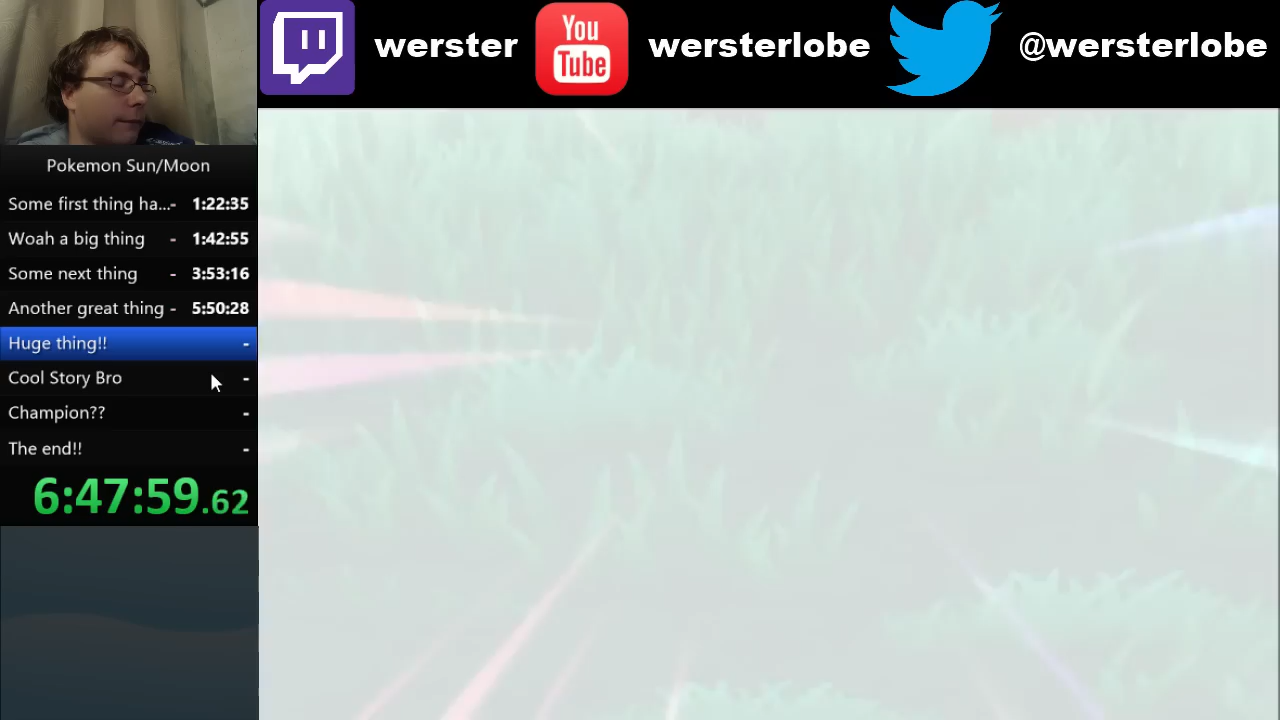 werster
You
Tube
wersterlobe
@wersterlobe
Pokemon Sun/Moon
Some first thing ha...- 1:22:35
Woah a big thing - 1:42:55
Some next thing - 3:53:16
Another great thing - 5:50:28
Huge thing!! -
Cool Story Bro -
Champion?? -
The end!! -
6:47:59.62